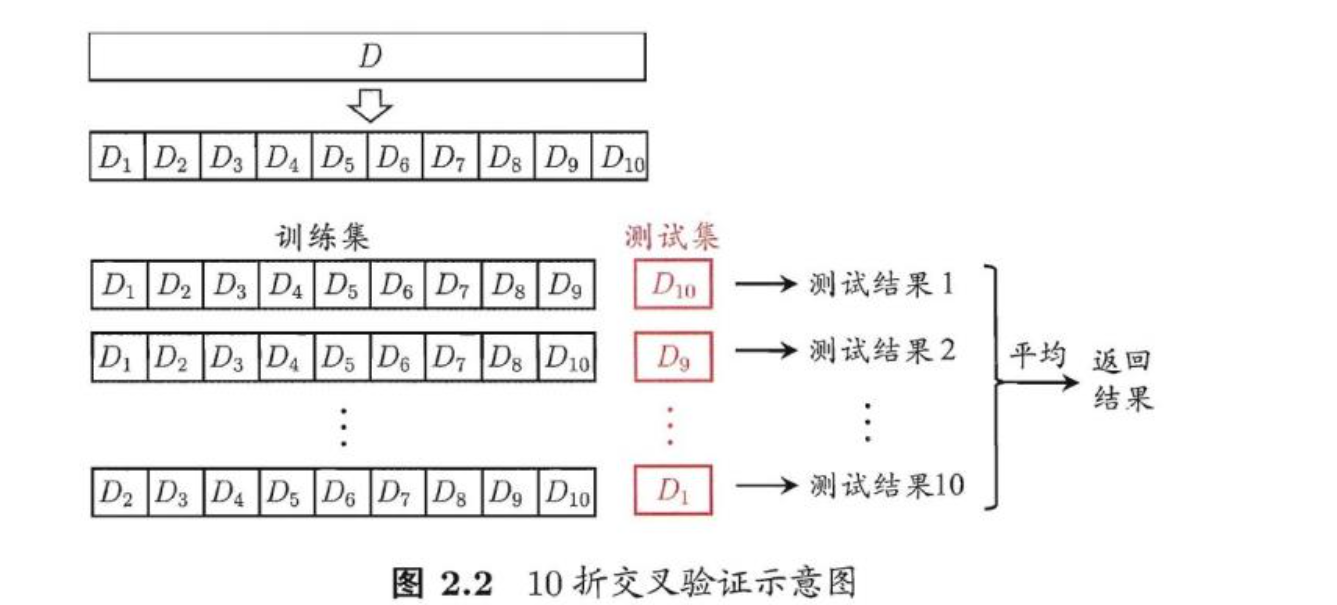 D
D₁ D₂ D₃ D₄ D₅ D₆ D₇ D₈ D₉ D₁₀
训练集 测试集
D₁ D₂ D₃ D₄ D₅ D₆ D₇ D₈ D₉ D₁₀ 测试结果 1
D₁ D₂ D₃ D₄ D₅ D₆ D₇ D₈ D₁₀ D₉ 测试结果 2
平均 返回
结果
⋮ ⋮ ⋮
D₂ D₃ D₄ D₅ D₆ D₇ D₈ D₉ D₁₀ D₁ 测试结果10
图 2.2 10 折交叉验证示意图